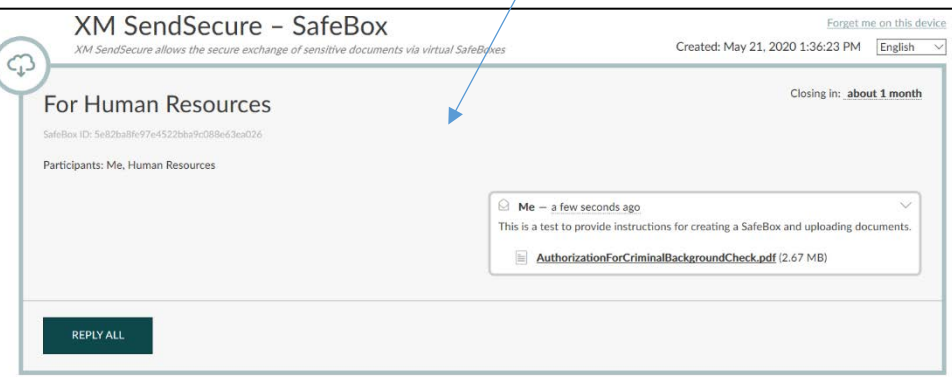 XM SendSecure – SafeBox
Forget me on this device
XM SendSecure allows the secure exchange of sensitive documents via virtual SafeBoxes
Created: May 21, 2020 1:36:23 PM English
For Human Resources
Closing in: about 1 month
SafeBox ID: 5e82ba8fe97e4522bba9c088e63ea026
Participants: Me, Human Resources
Me — a few seconds ago
This is a test to provide instructions for creating a SafeBox and uploading documents.
AuthorizationForCriminalBackgroundCheck.pdf (2.67 MB)
REPLY ALL